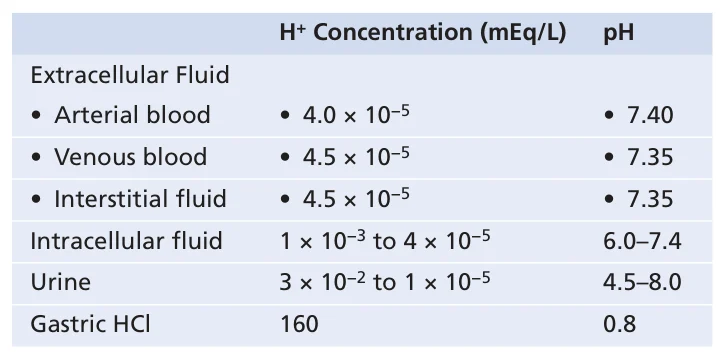 H⁺ Concentration (mEq/L) pH
Extracellular Fluid
• Arterial blood • 4.0 × 10⁻⁵ • 7.40
• Venous blood • 4.5 × 10⁻⁵ • 7.35
• Interstitial fluid • 4.5 × 10⁻⁵ • 7.35
Intracellular fluid 1 × 10⁻³ to 4 × 10⁻⁵ 6.0–7.4
Urine 3 × 10⁻² to 1 × 10⁻⁵ 4.5–8.0
Gastric HCl 160 0.8